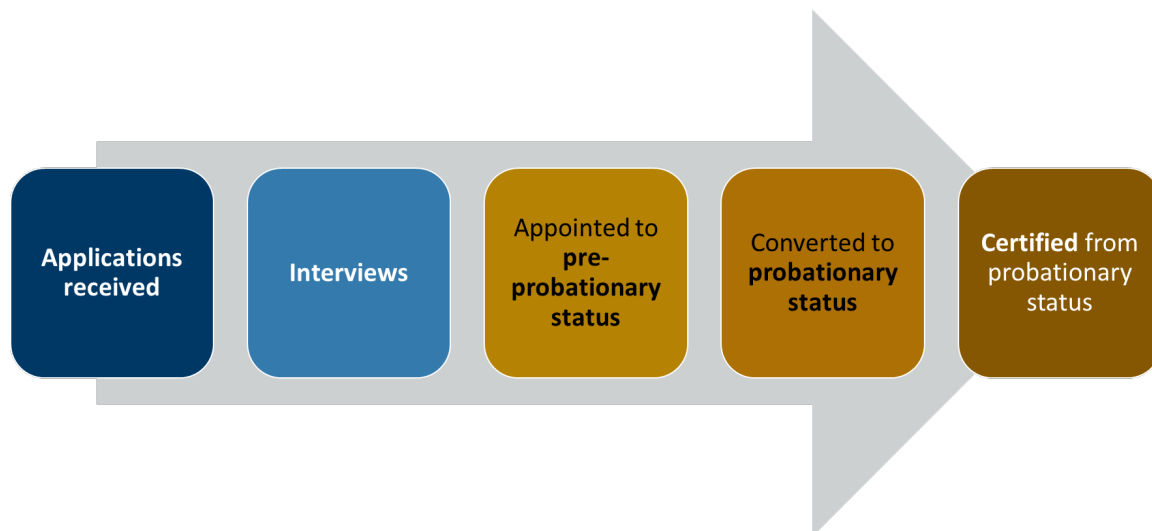 Applications
received
Interviews
Appointed to
pre-
probationary
status
Converted to
probationary
status
Certified from
probationary
status